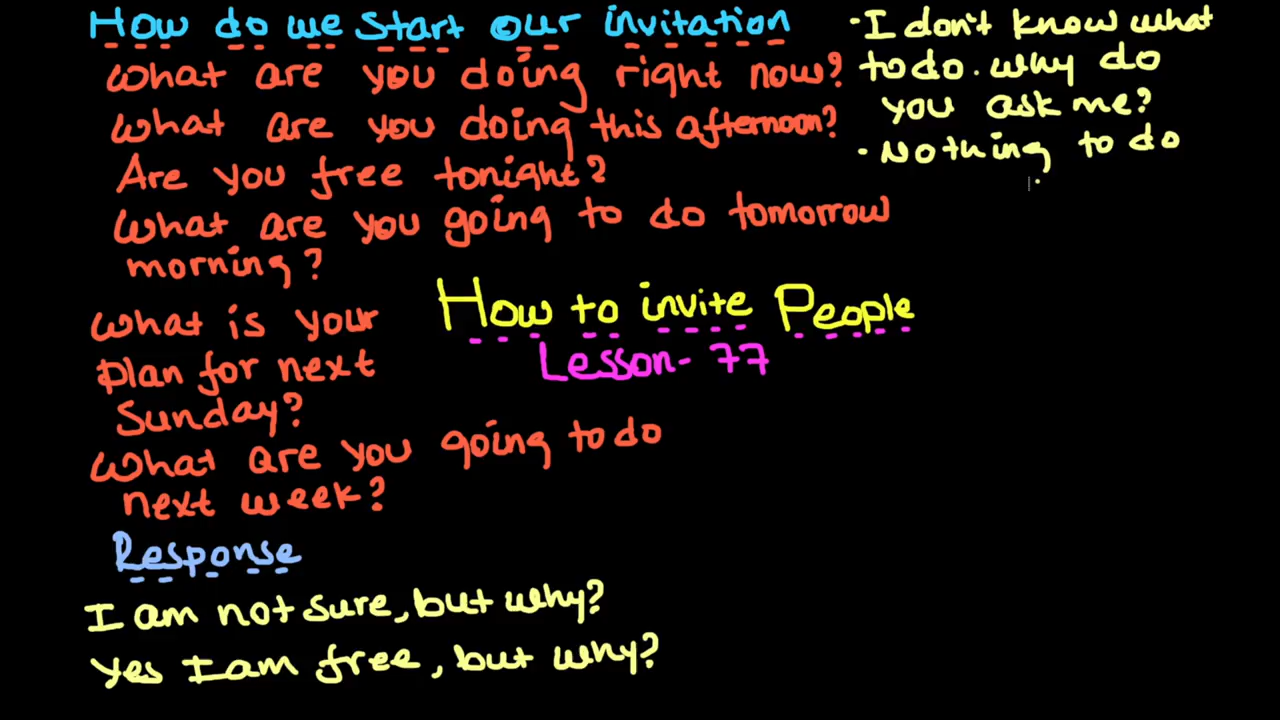 How do we start our invitation
What are you doing right now?
What are you doing this afternoon?
Are you free tonight?
What are you going to do tomorrow
morning?
What is your
plan for next
Sunday?
What are you going to do
next week?
How to invite People
Lesson- 77
Response
I am not sure, but why?
Yes I am free, but why?
·I don't know what
to do. why do
you ask me?
·Nothing to do